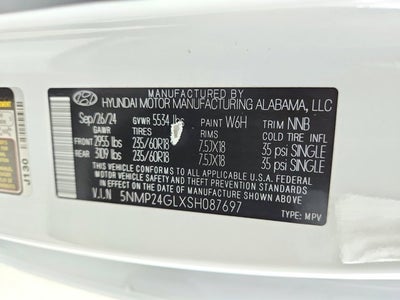 MANUFACTURED BY
HYUNDAI MOTOR MANUFACTURING ALABAMA, LLC
Sep/26/24 GVWR 5534 lbs PAINT W6H TRIM NNB
GAWR TIRES RIMS COLD TIRE INFL
FRONT 2955 lbs 235/60R18 7.5JX18 35 psi SINGLE
REAR 3109 lbs 235/60R18 7.5JX18 35 psi SINGLE
THIS VEHICLE CONFORMS TO ALL APPLICABLE FEDERAL MOTOR
VEHICLE SAFETY, BUMPER, AND THEFT PREVENTION STANDARDS
IN EFFECT ON THE DATE OF MANUFACTURE SHOWN ABOVE.
V.I.N 5NMP24GLXSH087697
TYPE: MPV
J130